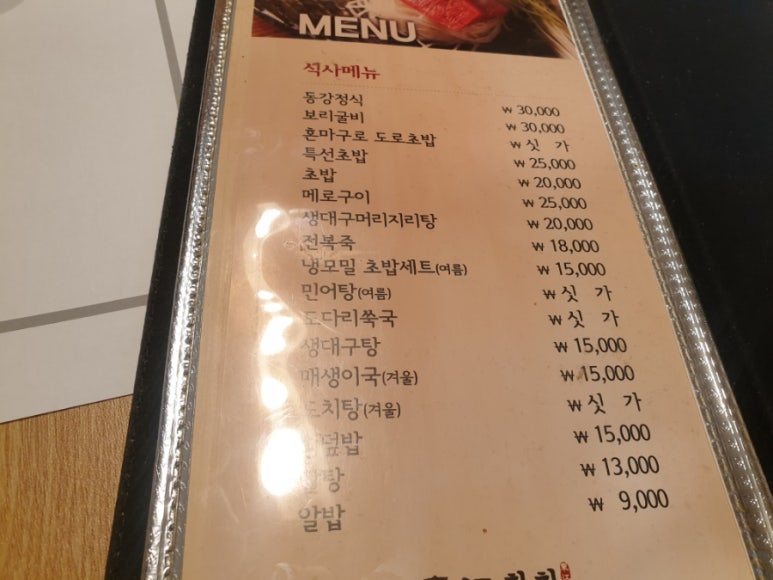 MENU
식사메뉴
동강정식 ₩ 30,000
보리굴비 ₩ 30,000
혼마구로 도로초밥 ₩ 싯 가
특선초밥 ₩ 25,000
초밥 ₩ 20,000
메로구이 ₩ 25,000
생대구머리지리탕 ₩ 20,000
전복죽 ₩ 18,000
냉모밀 초밥세트(여름) ₩ 15,000
민어탕(여름) ₩ 싯 가
도다리쑥국 ₩ 싯 가
생대구탕 ₩ 15,000
매생이국(겨울) ₩ 15,000
도치탕(겨울) ₩ 싯 가
₩ 15,000
알탕 ₩ 13,000
알밥 ₩ 9,000